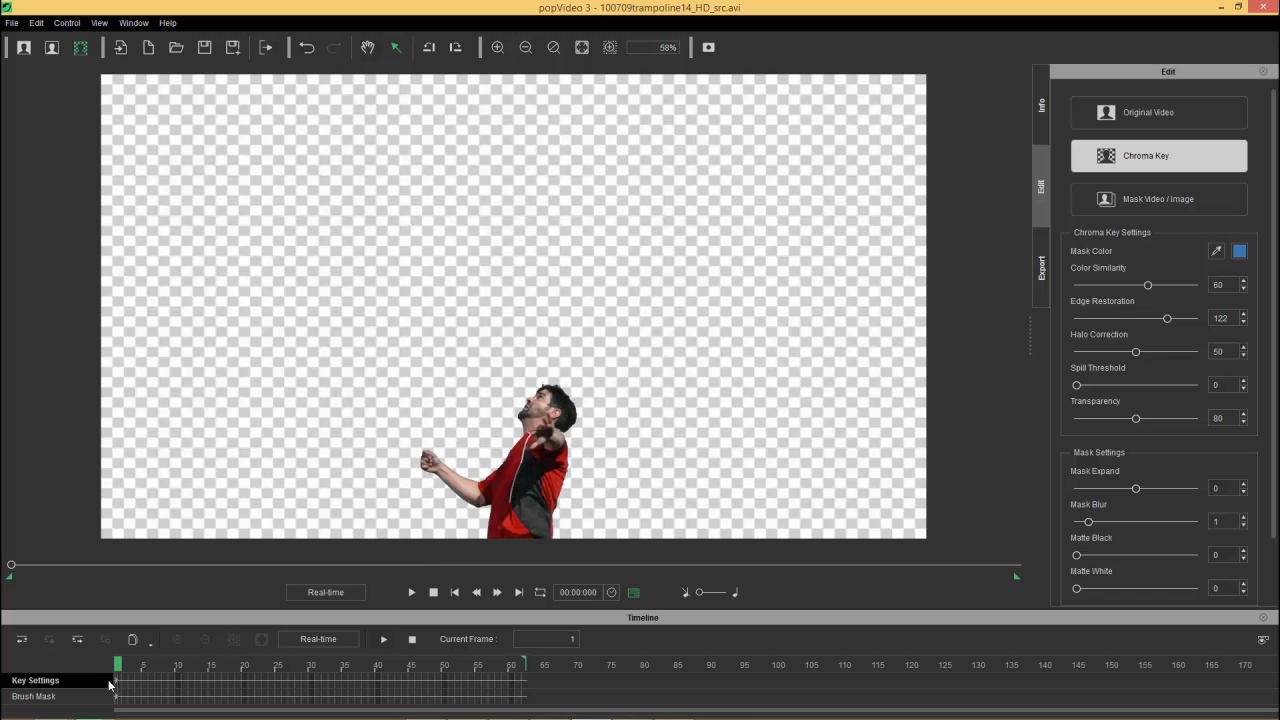 popVideo 3 - 100709trampoline14_HD_src.avi
File Edit Control View Window Help
58%
Edit
Info
Edit
Export
Original Video
Chroma Key
Mask Video / Image
Chroma Key Settings
Mask Color
Color Similarity
60
Edge Restoration
122
Halo Correction
50
Spill Threshold
0
Transparency
80
Mask Settings
Mask Expand
0
Mask Blur
1
Matte Black
0
Matte White
0
Real-time
00:00:000
Timeline
Real-time
Current Frame :
1
5 10 15 20 25 30 35 40 45 50 55 60 65 70 75 80 85 90 95 100 105 110 115 120 125 130 135 140 145 150 155 160 165 170
Key Settings
Brush Mask